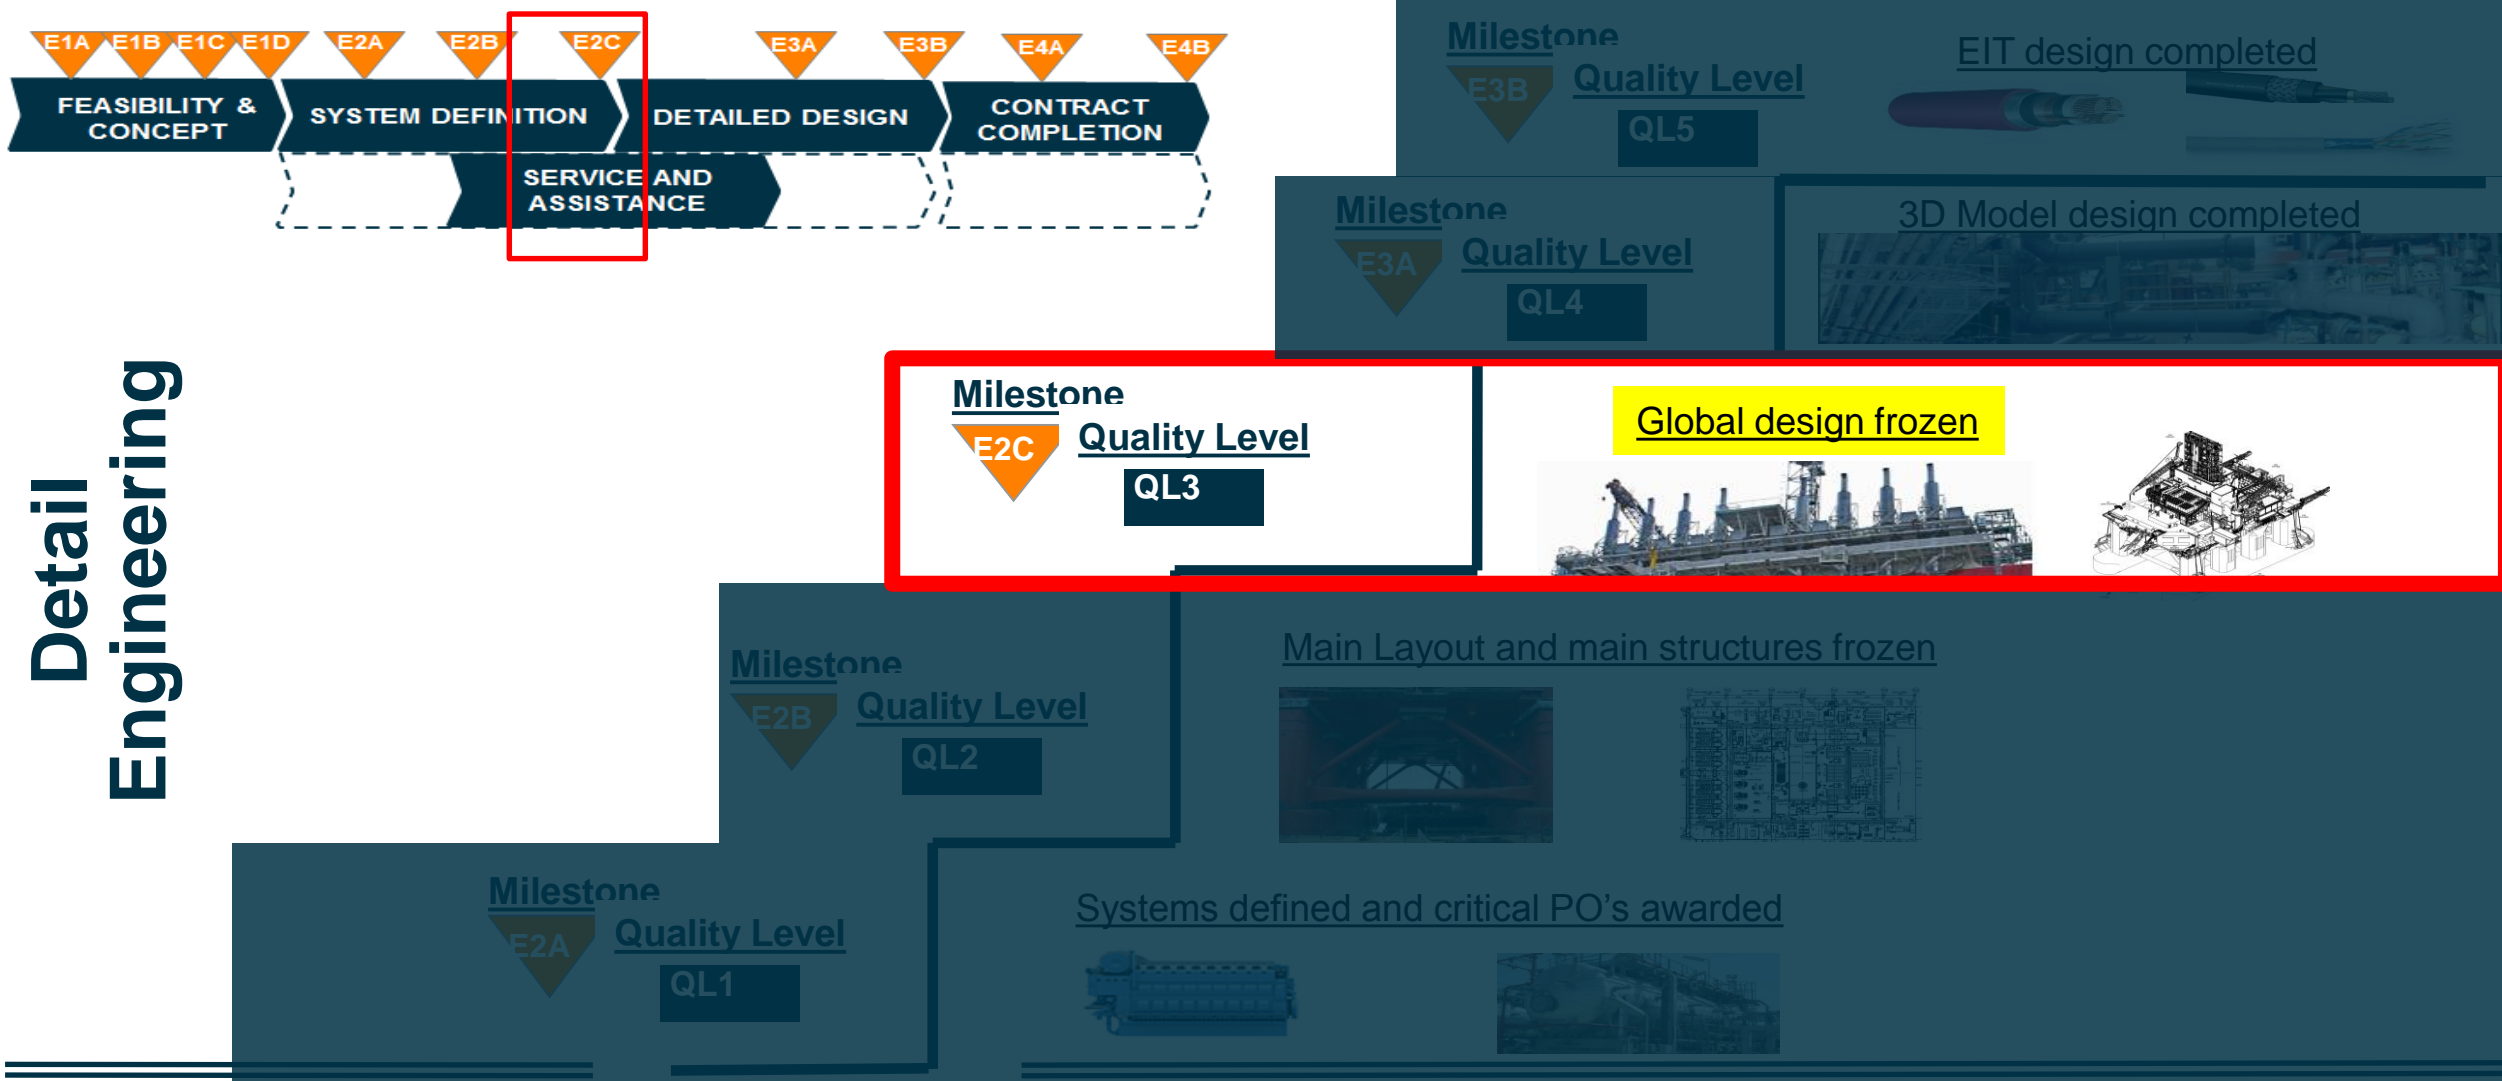 E1A E1B E1C E1D E2A E2B E2C E3A E3B E4A E4B
FEASIBILITY &
CONCEPT
SYSTEM DEFINITION
DETAILED DESIGN
CONTRACT
COMPLETION
SERVICE AND
ASSISTANCE
Detail
Engineering
Milestone
E3B
Quality Level
QL5
EIT design completed
Milestone
E3A
Quality Level
QL4
3D Model design completed
Milestone
E2C
Quality Level
QL3
Global design frozen
Milestone
E2B
Quality Level
QL2
Main Layout and main structures frozen
Milestone
E2A
Quality Level
QL1
Systems defined and critical PO’s awarded